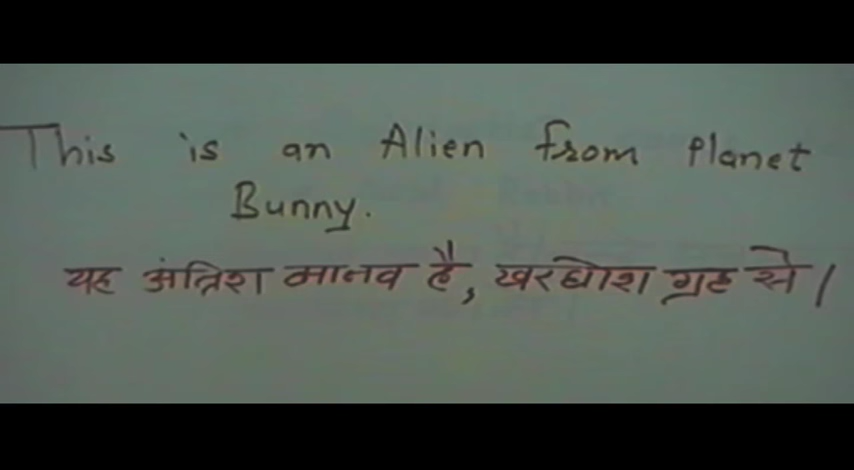 This is an Alien from Planet
Bunny.
यह अंत्रिश मानव है, खरघोश ग्रह से।